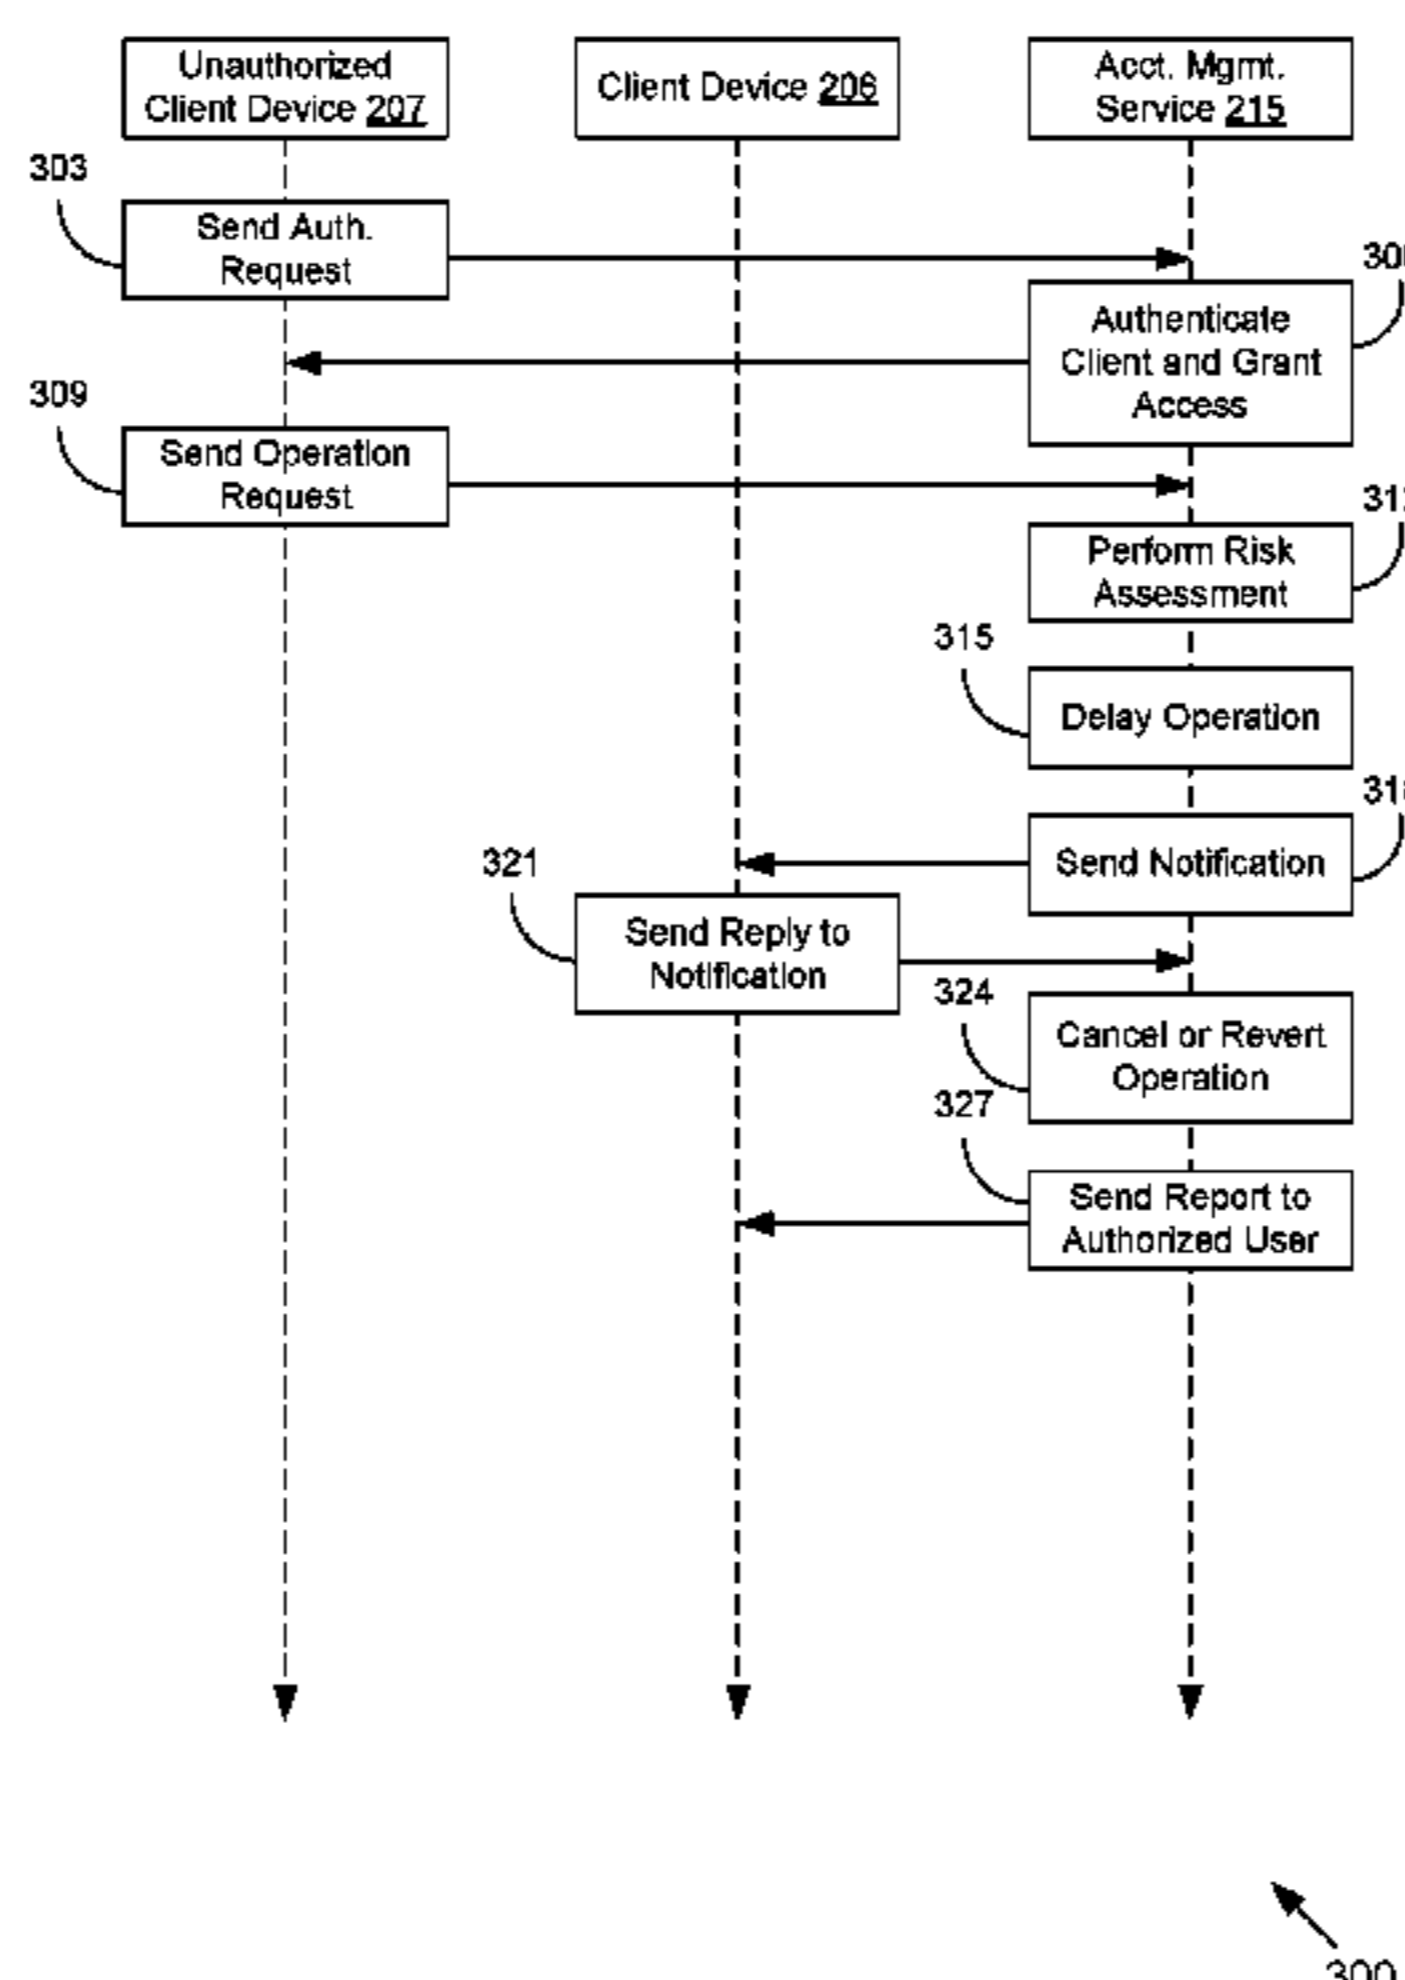 Unauthorized
Client Device 207
Client Device 206
Acct. Mgmt.
Service 215
303
Send Auth.
Request
Authenticate
Client and Grant
Access
309
Send Operation
Request
Perform Risk
Assessment
315
Delay Operation
Send Notification
321
Send Reply to
Notification
324
Cancel or Revert
Operation
327
Send Report to
Authorized User
300